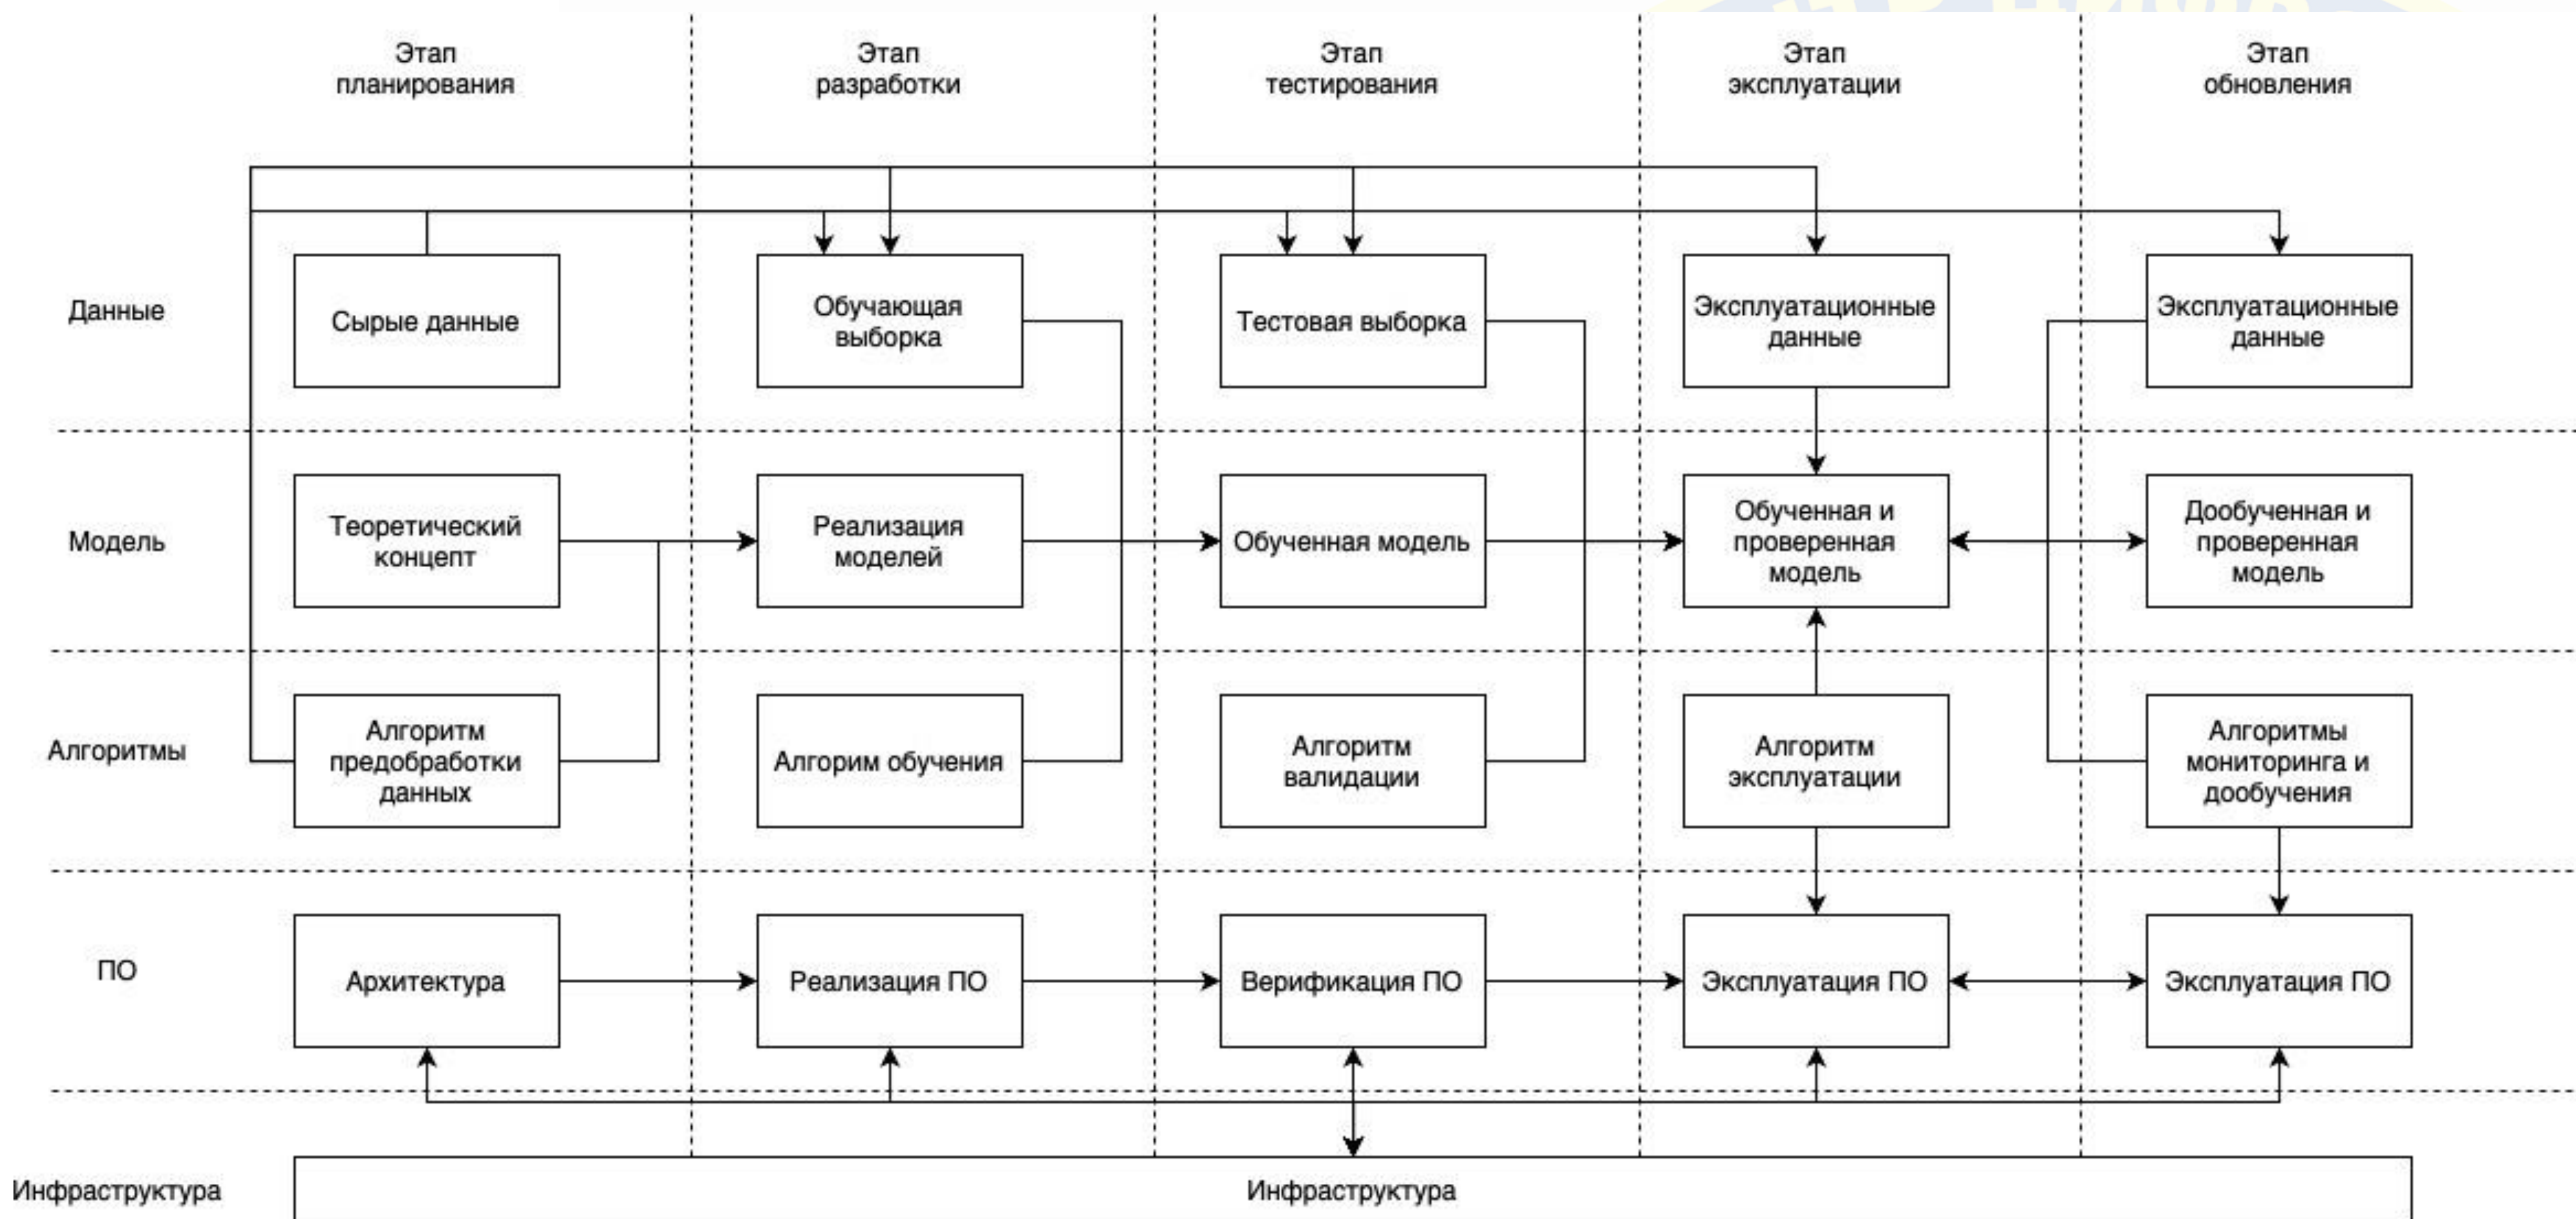 Этап
планирования
Этап
разработки
Этап
тестирования
Этап
эксплуатации
Этап
обновления
Данные
Сырые данные
Обучающая
выборка
Тестовая выборка
Эксплуатационные
данные
Эксплуатационные
данные
Модель
Теоретический
концепт
Реализация
моделей
Обученная модель
Обученная и
проверенная
модель
Дообученная и
проверенная
модель
Алгоритмы
Алгоритм
предобработки
данных
Алгорим обучения
Алгоритм
валидации
Алгоритм
эксплуатации
Алгоритмы
мониторинга и
дообучения
ПО
Архитектура
Реализация ПО
Верификация ПО
Эксплуатация ПО
Эксплуатация ПО
Инфраструктура
Инфраструктура